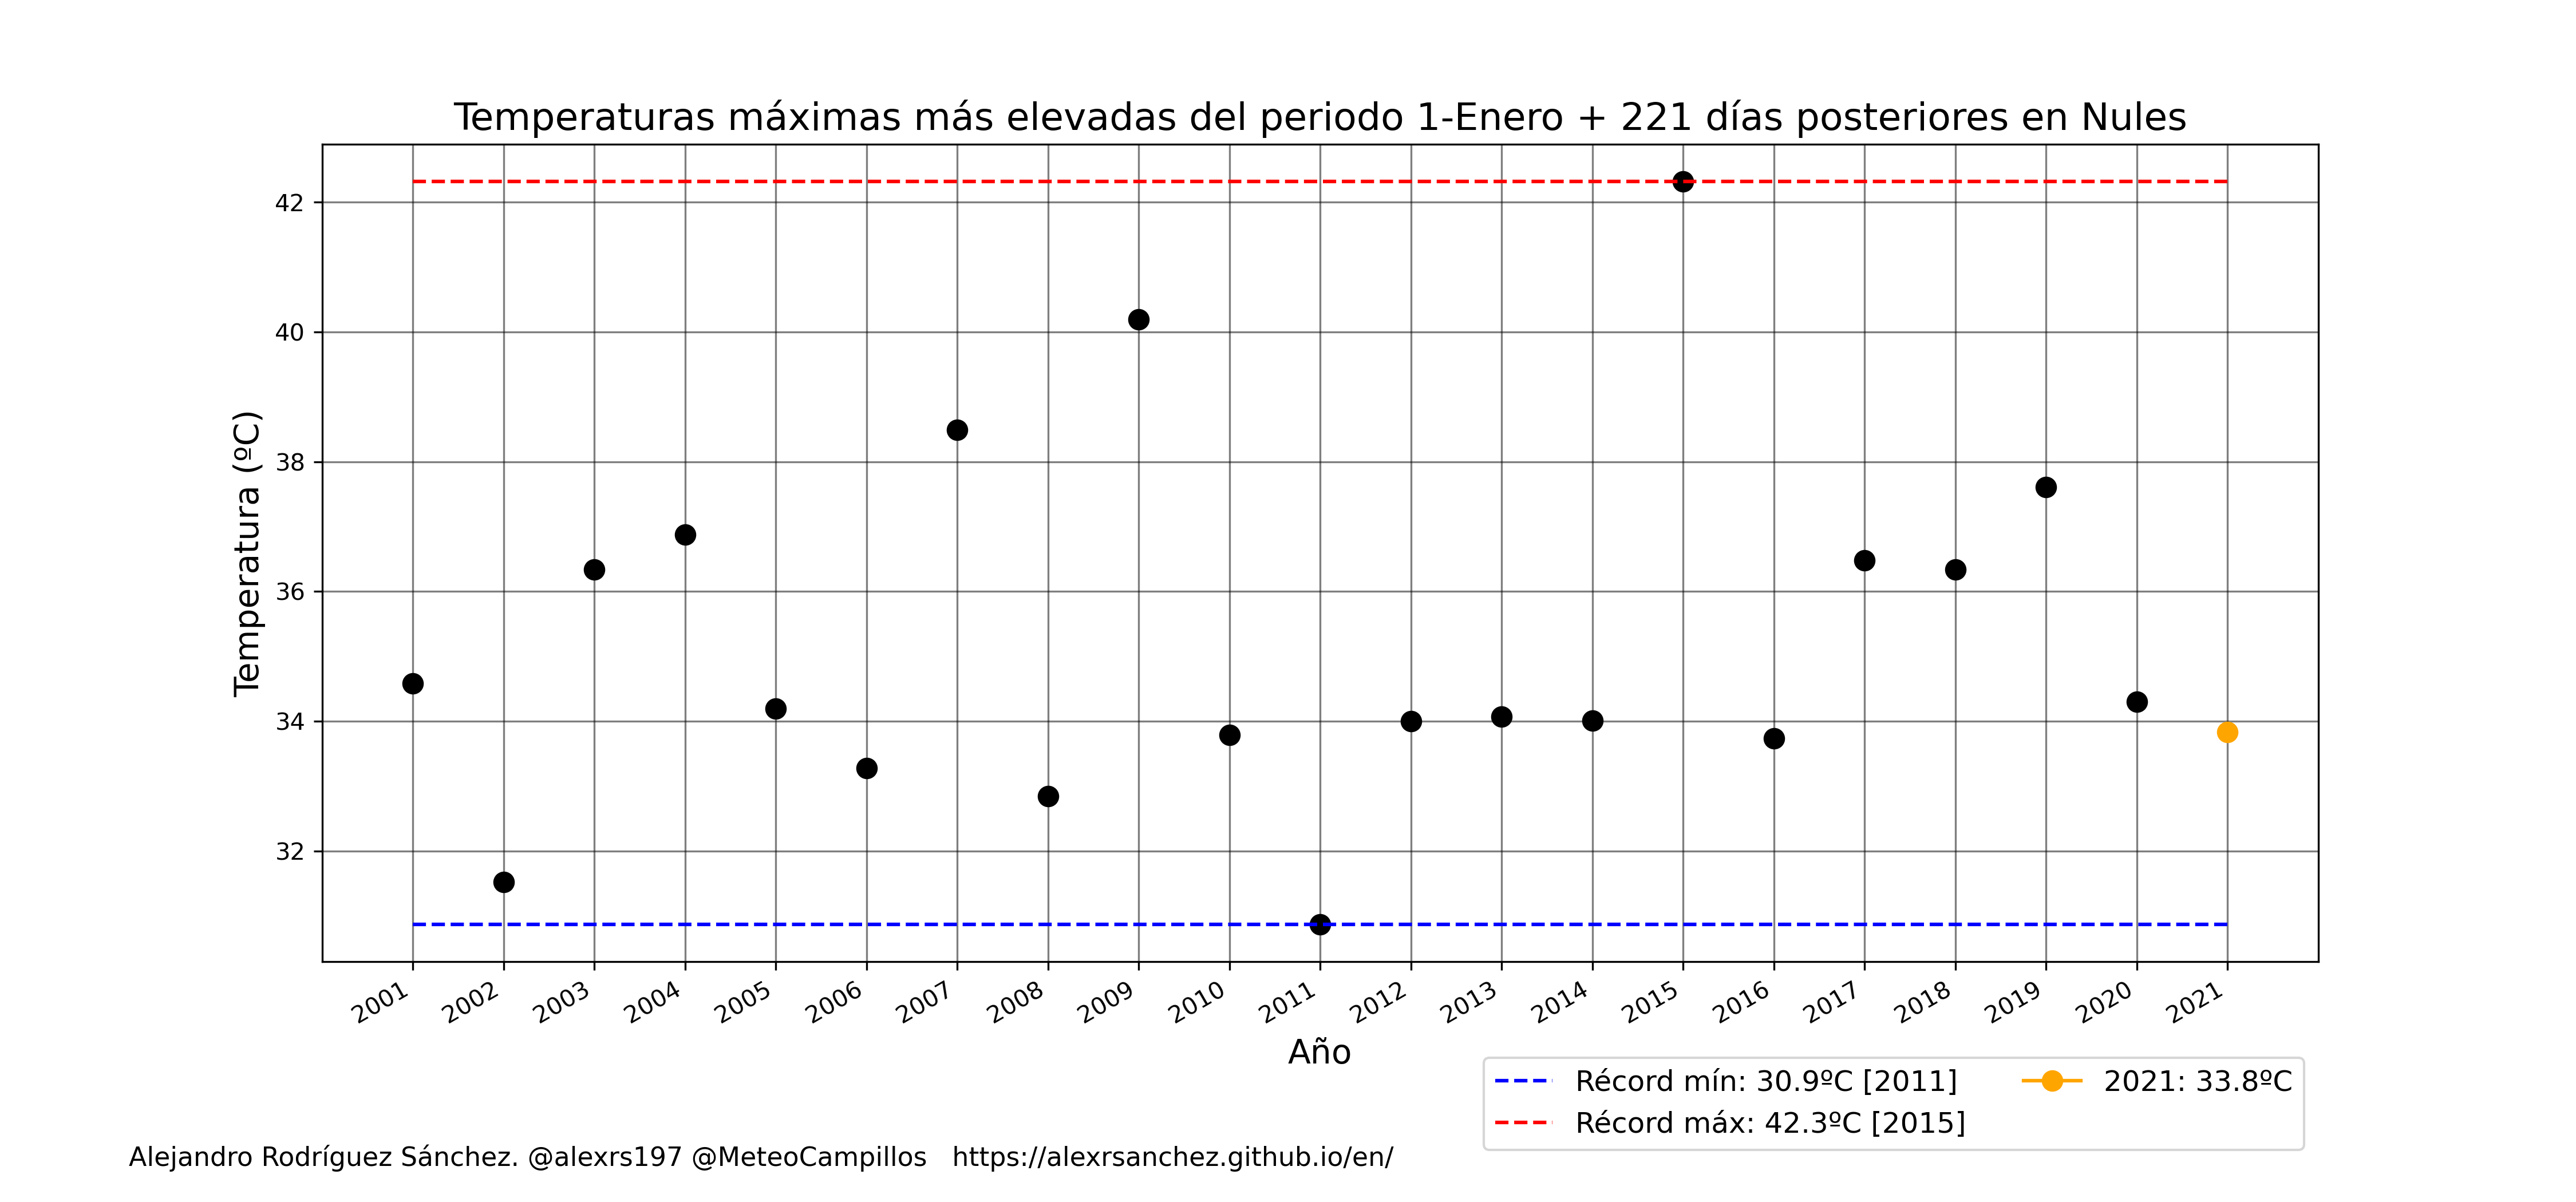 Temperaturas máximas más elevadas del periodo 1-Enero + 221 días posteriores en Nules
Temperatura (ºC)
42
40
38
36
34
32
2001 2002 2003 2004 2005 2006 2007 2008 2009 2010 2011 2012 2013 2014 2015 2016 2017 2018 2019 2020 2021
Año
Récord mín: 30.9ºC [2011]
Récord máx: 42.3ºC [2015]
2021: 33.8ºC
Alejandro Rodríguez Sánchez. @alexrs197 @MeteoCampillos https://alexrsanchez.github.io/en/